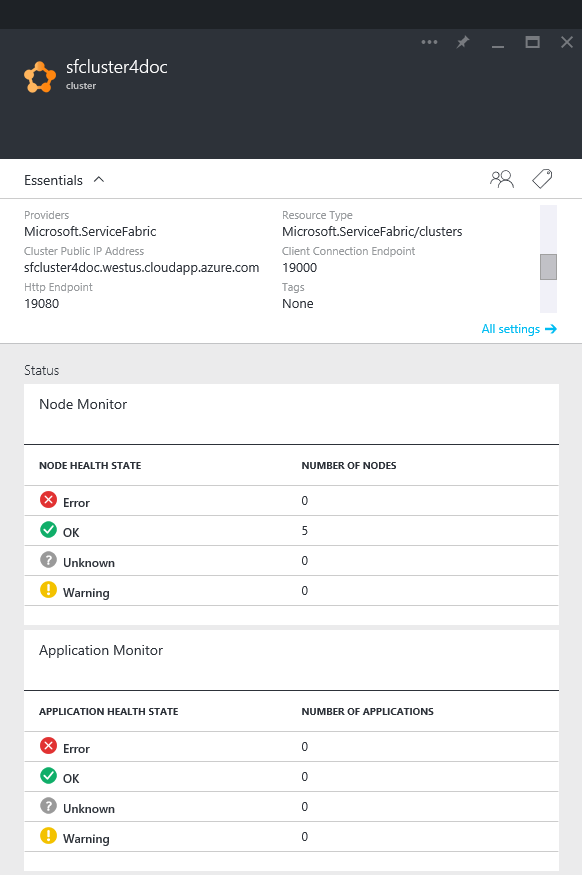 sfcluster4doc
cluster
Essentials
Providers Resource Type
Microsoft.ServiceFabric Microsoft.ServiceFabric/clusters
Cluster Public IP Address Client Connection Endpoint
sfcluster4doc.westus.cloudapp.azure.com 19000
Http Endpoint Tags
19080 None
All settings
Status
Node Monitor
NODE HEALTH STATE NUMBER OF NODES
Error 0
OK 5
Unknown 0
Warning 0
Application Monitor
APPLICATION HEALTH STATE NUMBER OF APPLICATIONS
Error 0
OK 0
Unknown 0
Warning 0